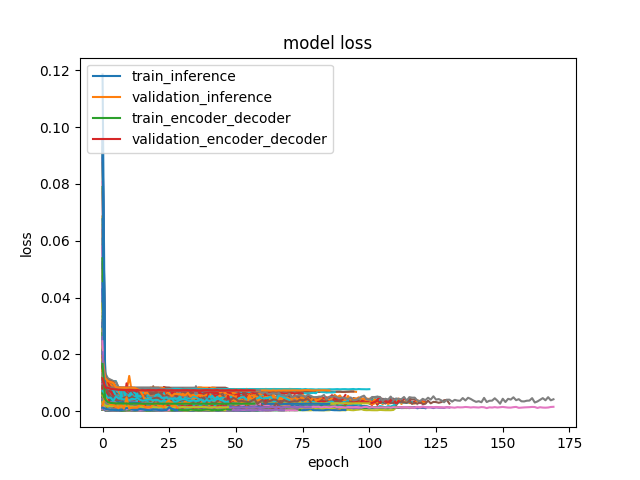 model loss
train_inference
validation_inference
train_encoder_decoder
validation_encoder_decoder
0.12
0.10
0.08
0.06
0.04
0.02
0.00
loss
0 25 50 75 100 125 150 175
epoch